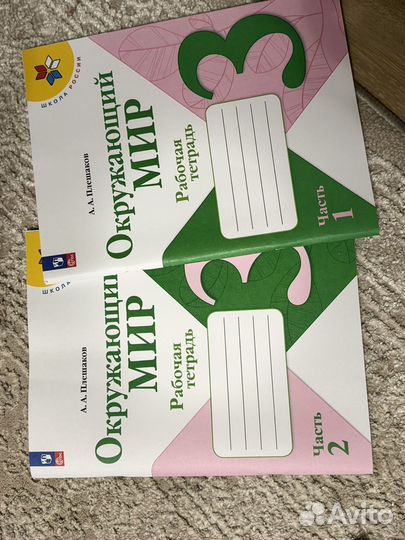 ШКОЛА РОССИИ
А. А. Плешаков
Окружающий
МИР
Рабочая
тетрадь
3
Часть
1
ШКОЛА
А. А. Плешаков
Окружающий
МИР
Рабочая
тетрадь
3
Часть
2
Avito